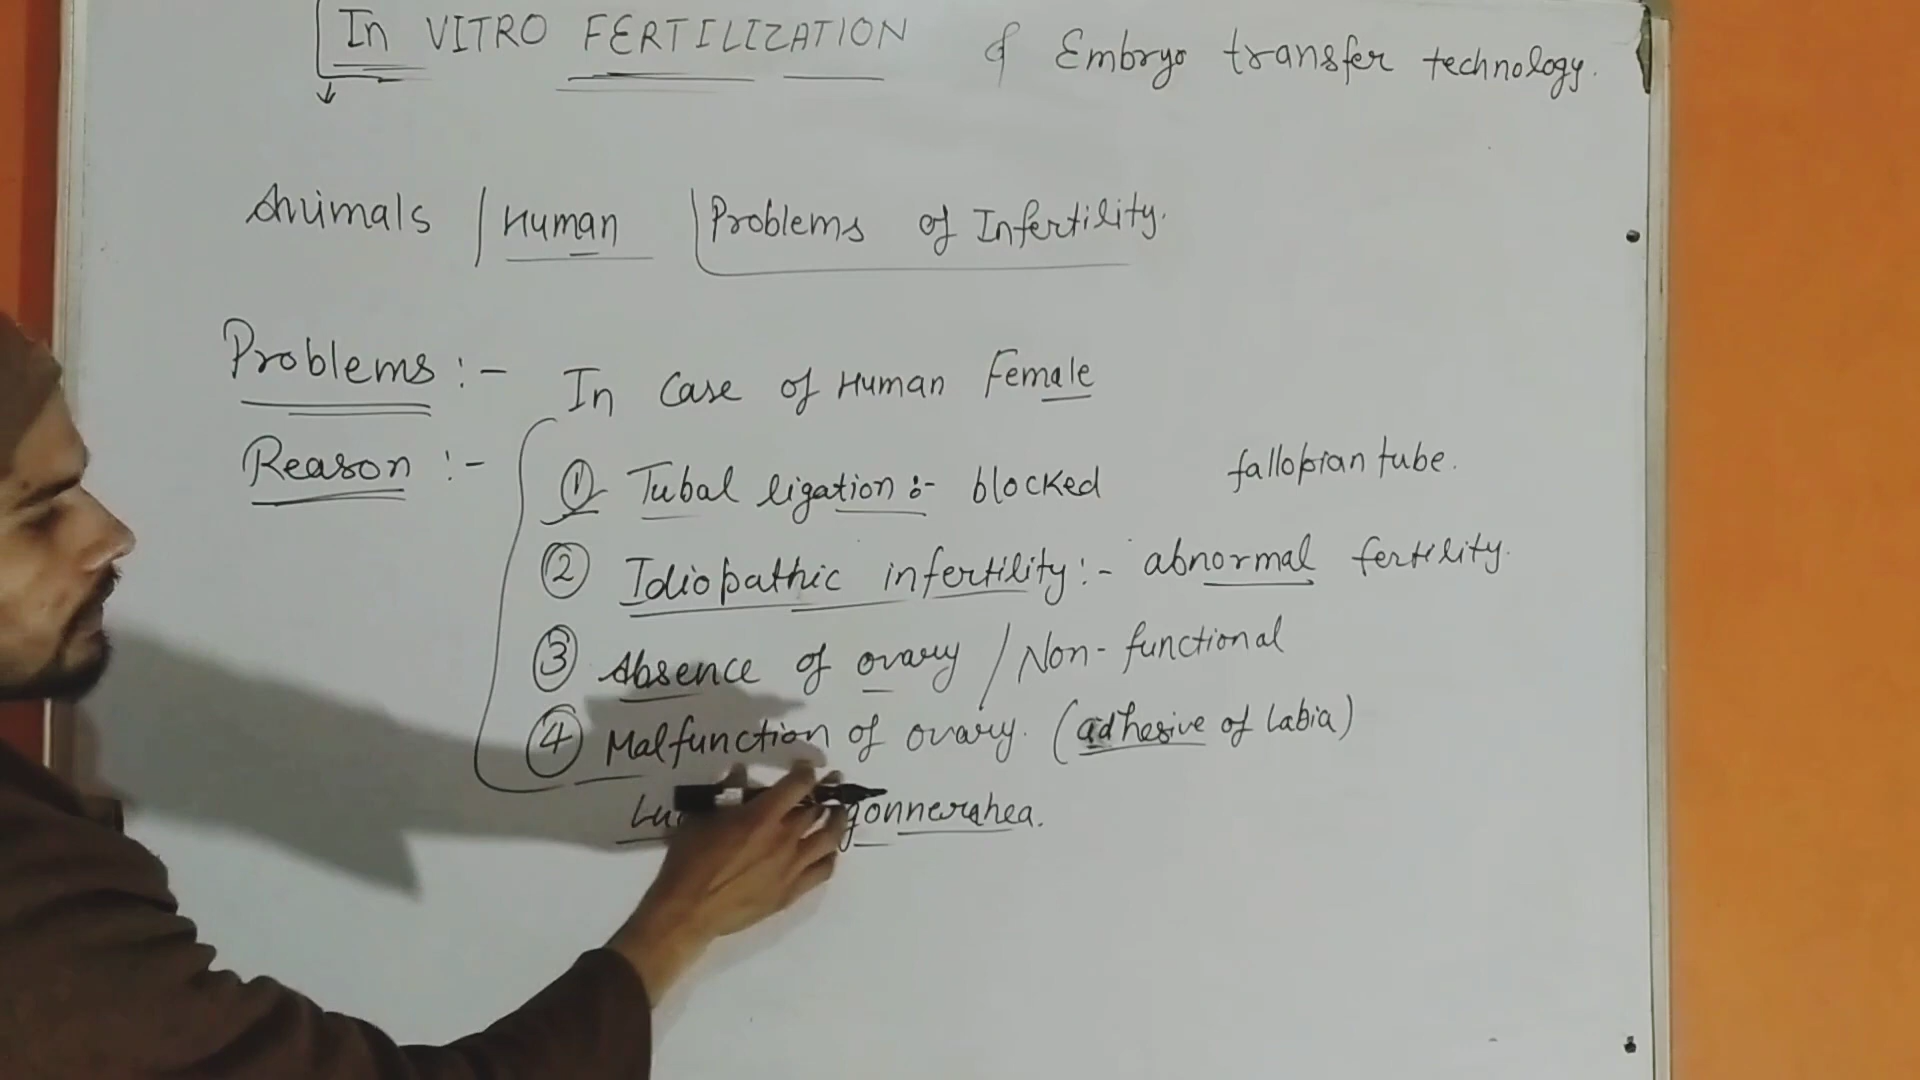 In VITRO FERTILIZATION & Embryo transfer technology.
Animals / Human | Problems of Infertility.
Problems :- In Case of Human Female
Reason :-
① Tubal ligation :- blocked fallopian tube.
② Idiopathic infertility :- abnormal fertility.
③ Absence of ovary / Non-functional
④ Malfunction of ovary. (adhesive of Labia)
gonnerrhea.